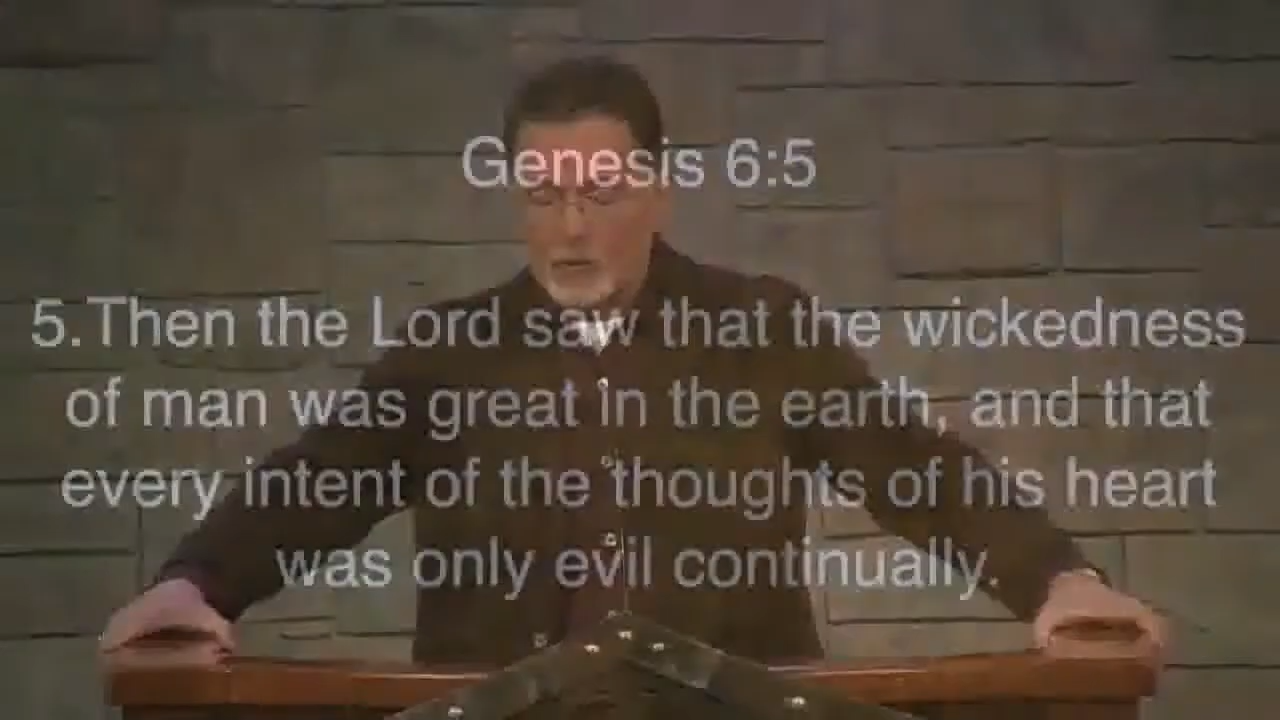 Genesis 6:5
5.Then the Lord saw that the wickedness
of man was great in the earth, and that
every intent of the thoughts of his heart
was only evil continually.